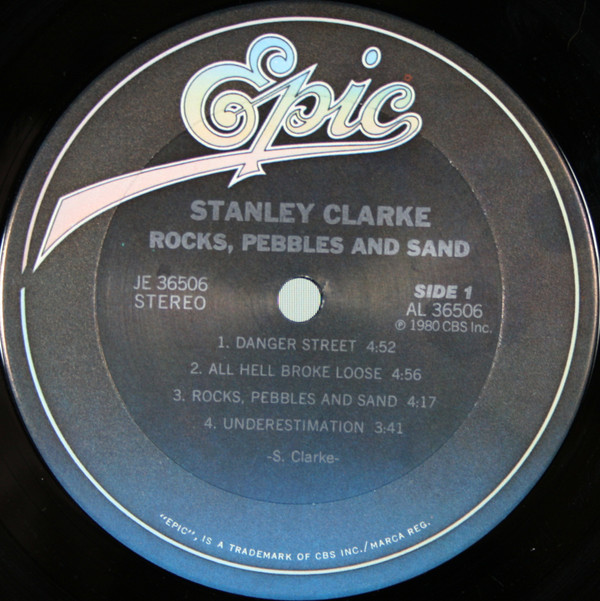 Epic
STANLEY CLARKE
ROCKS, PEBBLES AND SAND
JE 36506
STEREO
SIDE 1
AL 36506
℗ 1980 CBS Inc.
1. DANGER STREET 4:52
2. ALL HELL BROKE LOOSE 4:56
3. ROCKS, PEBBLES AND SAND 4:17
4. UNDERESTIMATION 3:41
-S. Clarke-
"EPIC", IS A TRADEMARK OF CBS INC./MARCA REG.